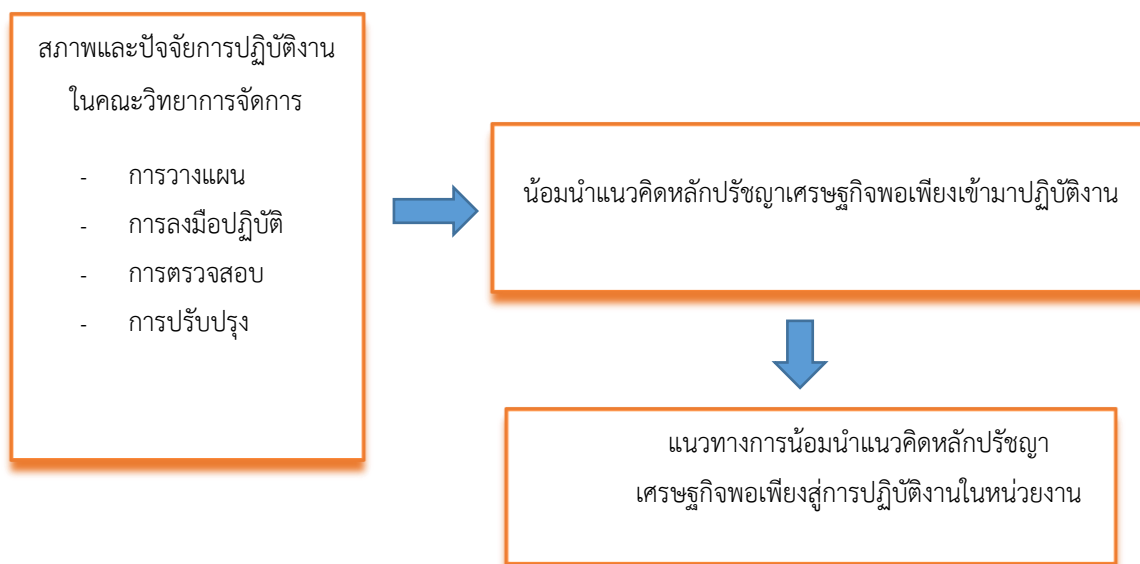 สภาพและปัจจัยการปฏิบัติงาน
ในคณะวิทยาการจัดการ
- การวางแผน
- การลงมือปฏิบัติ
- การตรวจสอบ
- การปรับปรุง
น้อมนำแนวคิดหลักปรัชญาเศรษฐกิจพอเพียงเข้ามาปฏิบัติงาน
แนวทางการน้อมนำแนวคิดหลักปรัชญา
เศรษฐกิจพอเพียงสู่การปฏิบัติงานในหน่วยงาน